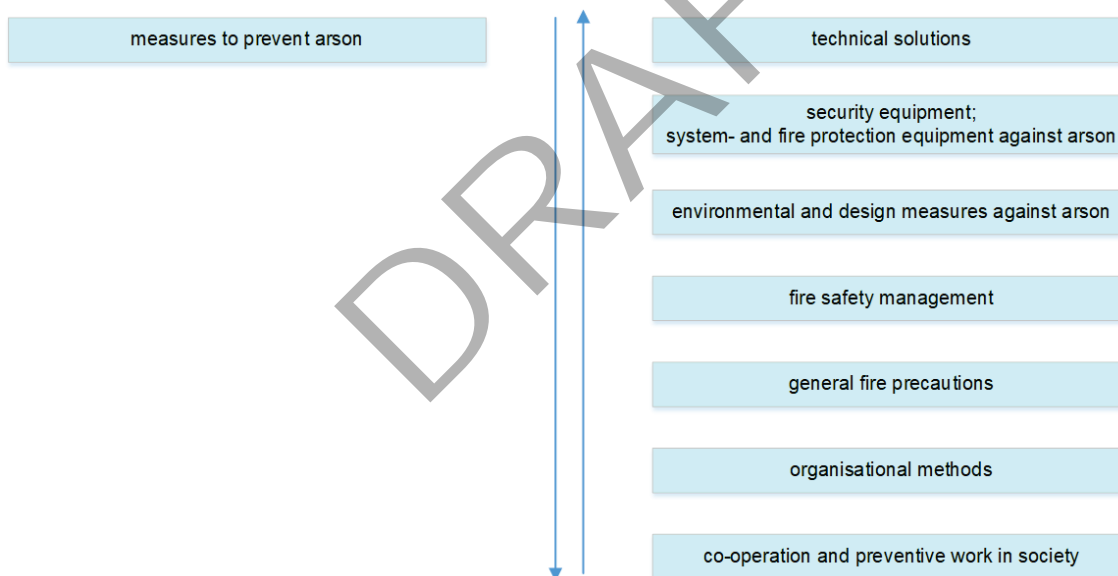 measures to prevent arson
technical solutions
security equipment;
system- and fire protection equipment against arson
environmental and design measures against arson
fire safety management
general fire precautions
organisational methods
co-operation and preventive work in society